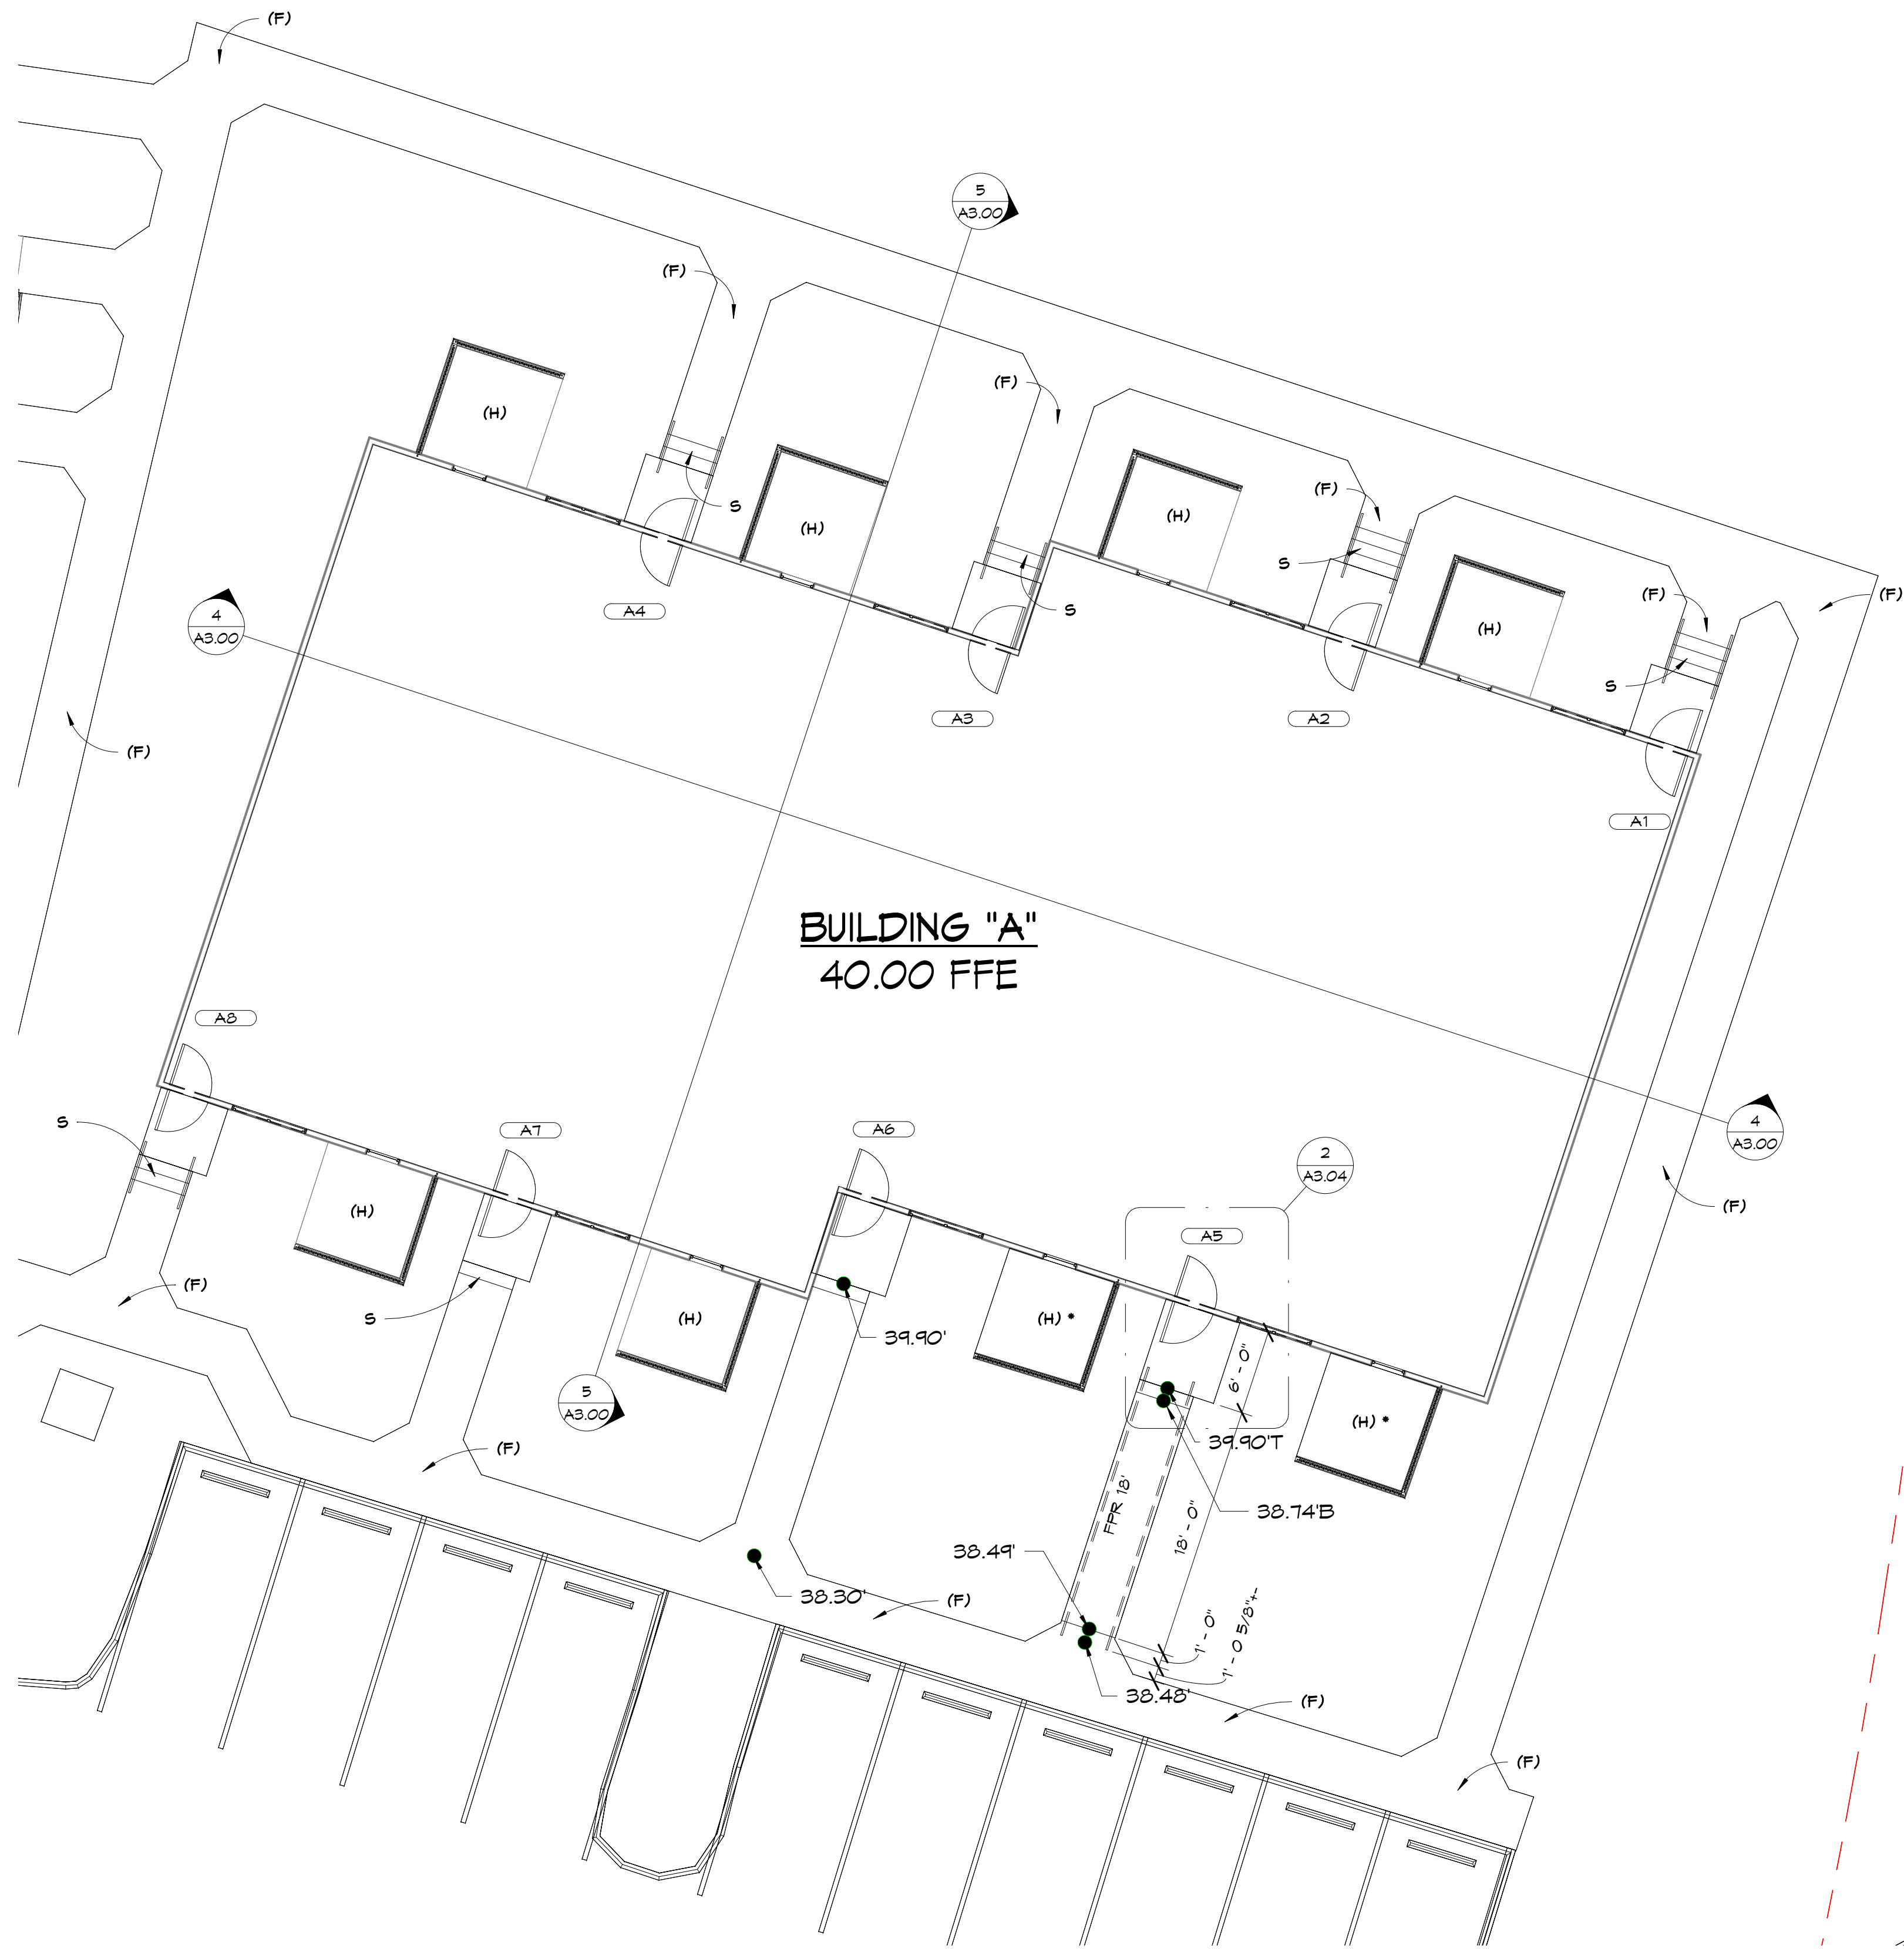 (F)
5
A3.00
(F)
(F)
(H)
(F)
S
(H)
(H)
S
(F)
(F)
4
A3.00
A4
S
(H)
S
A3
A2
(F)
A1
BUILDING "A"
40.00 FFE
A8
S
A7
A6
4
A3.00
2
A3.04
(H)
(F)
A5
(F)
S
(H)
(H) *
39.90'
6' - 0"
5
A3.00
(H) *
(F)
39.90'T
FPR 18'
38.74'B
18' - 0"
38.49'
38.30'
(F)
1' - 0"
1' - 0 5/8"+-
38.48'
(F)
(F)